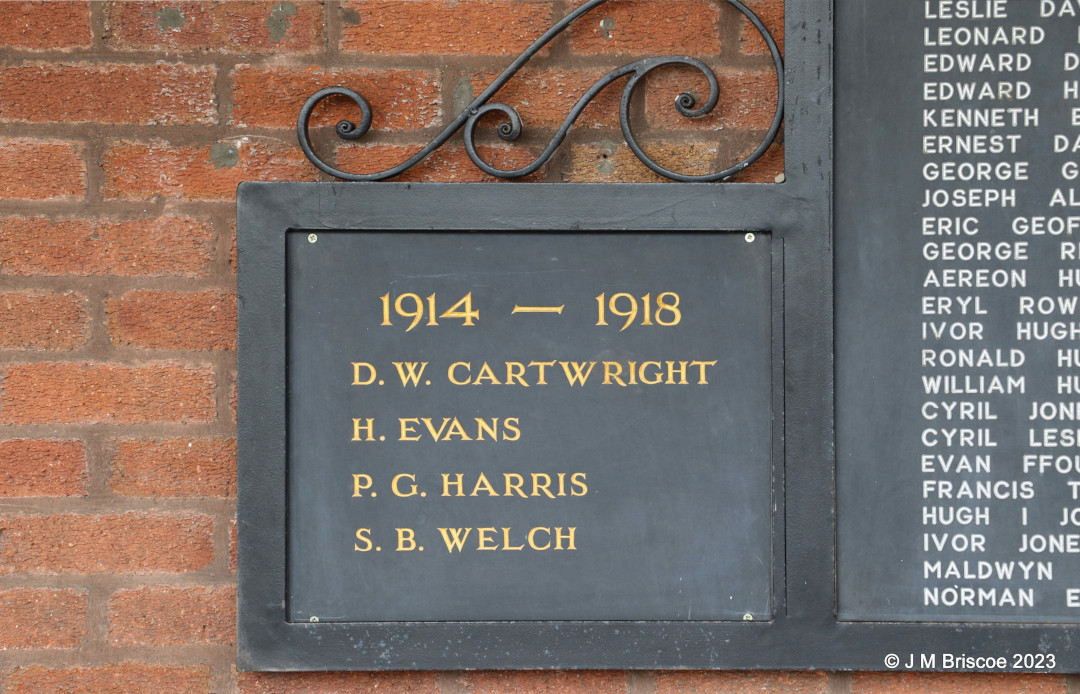 1914 — 1918
D. W. CARTWRIGHT
H. EVANS
P. G. HARRIS
S. B. WELCH
LESLIE
LEONARD
EDWARD
EDWARD
KENNETH
ERNEST
GEORGE
JOSEPH
ERIC
GEORGE
AEREON
ERYL
IVOR
RONALD
WILLIAM
CYRIL
CYRIL
EVAN
FRANCIS
HUGH I
IVOR
MALDWYN
NORMAN
© J M Briscoe 2023